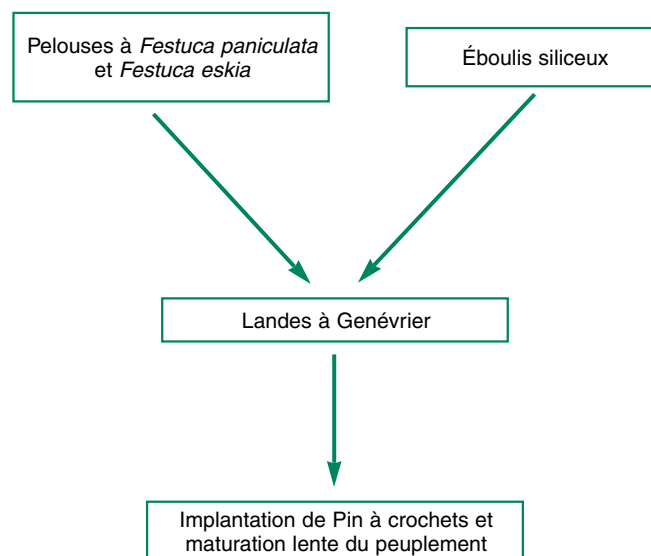 Pelouses à Festuca paniculata
et Festuca eskia
Éboulis siliceux
Landes à Genévrier
Implantation de Pin à crochets et
maturation lente du peuplement